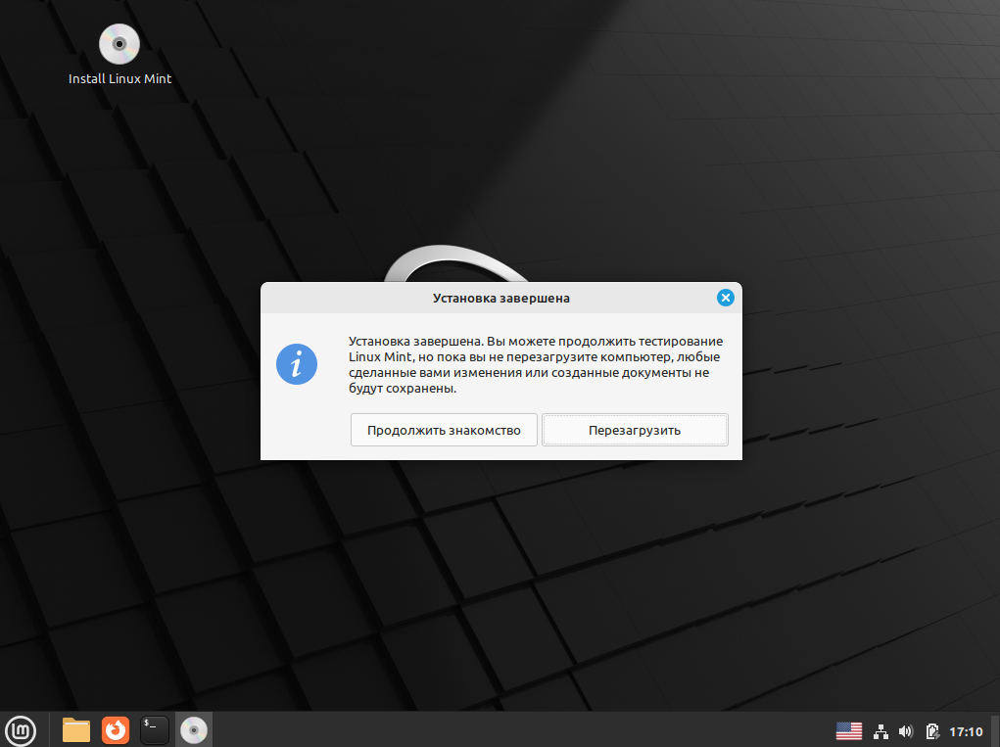 Install Linux Mint
Установка завершена
Установка завершена. Вы можете продолжить тестирование
Linux Mint, но пока вы не перезагрузите компьютер, любые
сделанные вами изменения или созданные документы не
будут сохранены.
Продолжить знакомство
Перезагрузить
$_
17:10